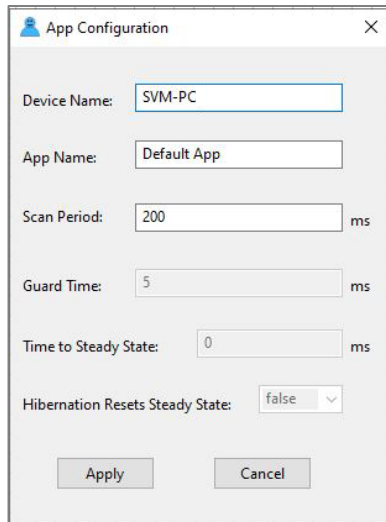 App Configuration
Device Name: SVM-PC
App Name: Default App
Scan Period: 200 ms
Guard Time: 5 ms
Time to Steady State: 0 ms
Hibernation Resets Steady State: false
Apply Cancel